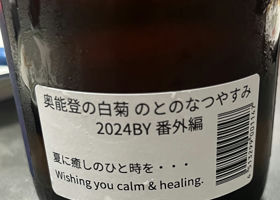 奥能登の白菊 のとのなつやすみ
2024BY 番外編
夏に癒しのひと時を・・・
Wishing you calm & healing.